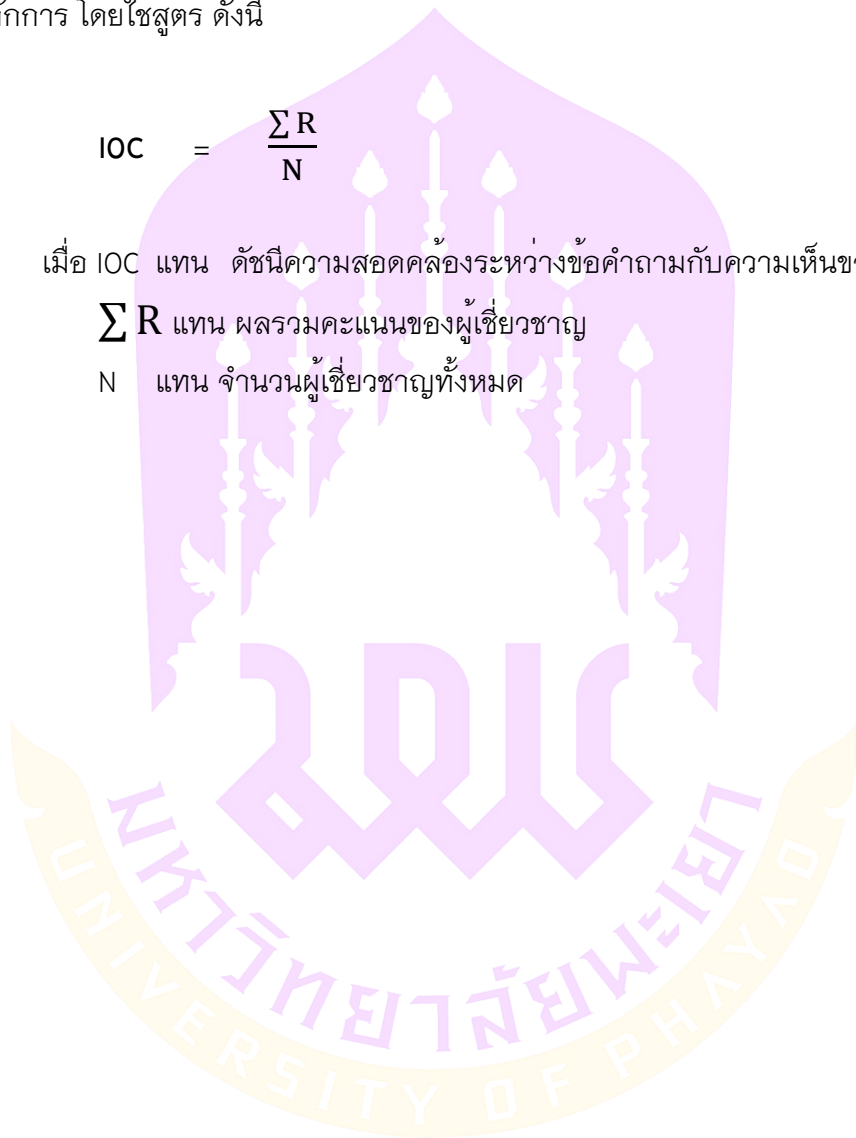 โดยใช้สูตร ดังนี้
IOC = ∑ R
N
เมื่อ IOC แทน ดัชนีความสอดคล้องระหว่างข้อคำถามกับความเห็น
∑ R แทน ผลรวมคะแนนของผู้เชี่ยวชาญ
N แทน จำนวนผู้เชี่ยวชาญทั้งหมด
มหาวิทยาลัยพะเยา
UNIVERSITY OF PHAYAO